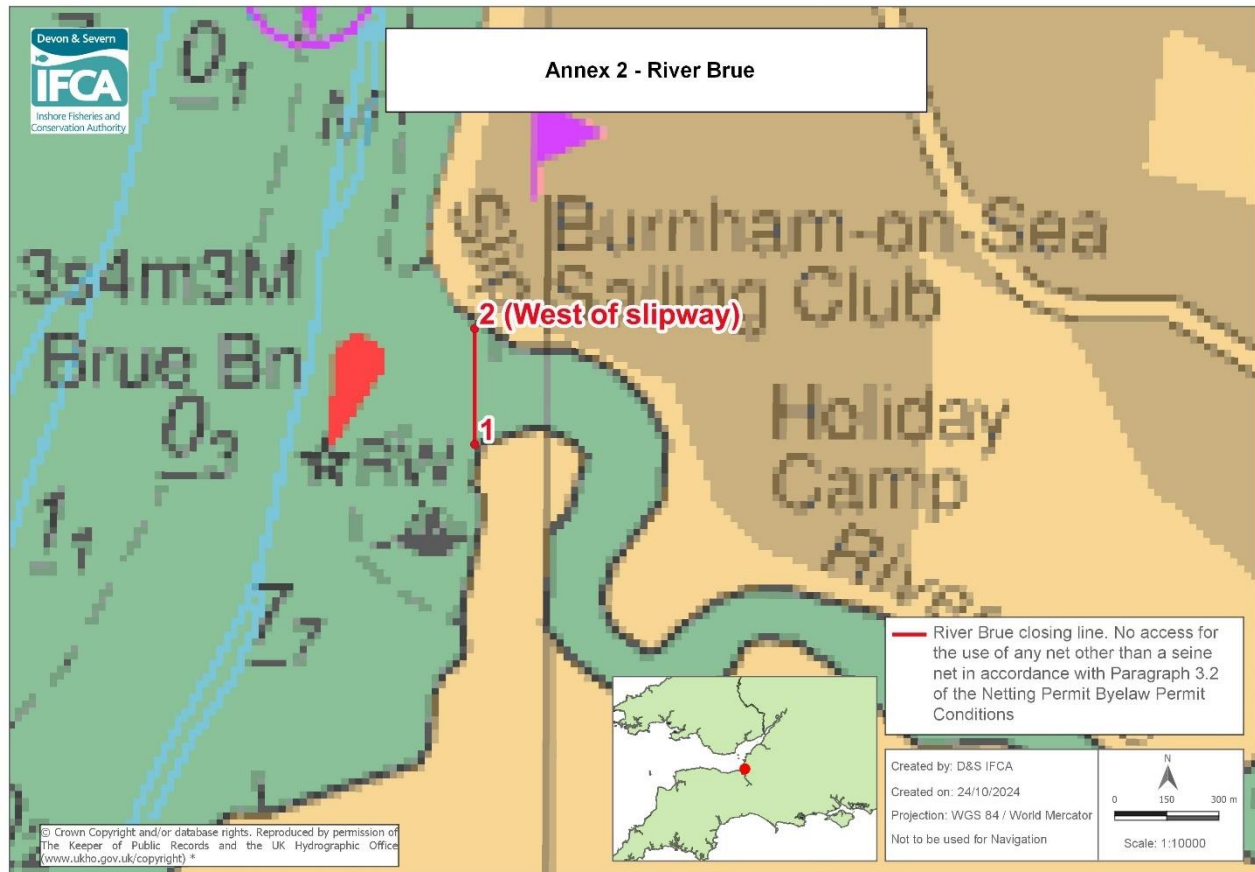 Devon & Severn
IFCA
Inshore Fisheries and
Conservation Authority
Annex 2 - River Brue
0₁
M
Burnham-on-Sea
Sailing Club
3s4m3M
Brue Bn
2 (West of slipway)
1
0₃
RW
Holiday
Camp
1₁
7₇
River
River Brue closing line. No access for
the use of any net other than a seine
net in accordance with Paragraph 3.2
of the Netting Permit Byelaw Permit
Conditions
Created by: D&S IFCA
Created on: 24/10/2024
Projection: WGS 84 / World Mercator
Not to be used for Navigation
N
0 150 300 m
Scale: 1:10000
© Crown Copyright and/or database rights. Reproduced by permission of
The Keeper of Public Records and the UK Hydrographic Office
(www.ukho.gov.uk/copyright) *